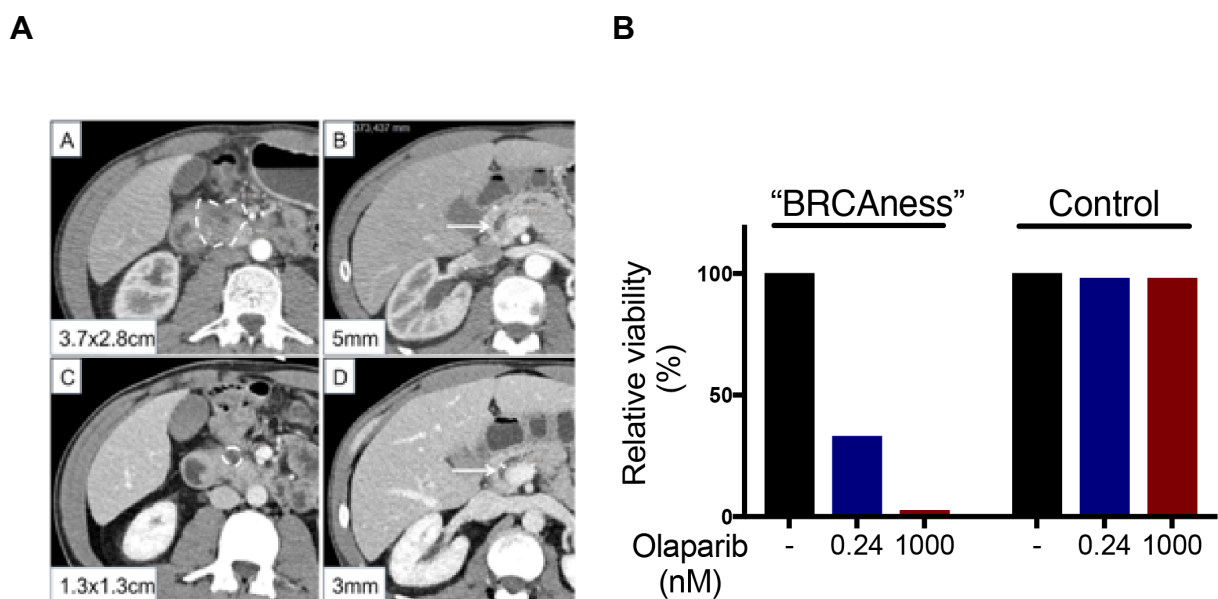 A
A
3.7x2.8cm
B
373,437 mm
5mm
C
1.3x1.3cm
D
3mm
B
“BRCAness”
Control
Relative viability
(%)
100
50
0
Olaparib
(nM)
- 0.24 1000
- 0.24 1000